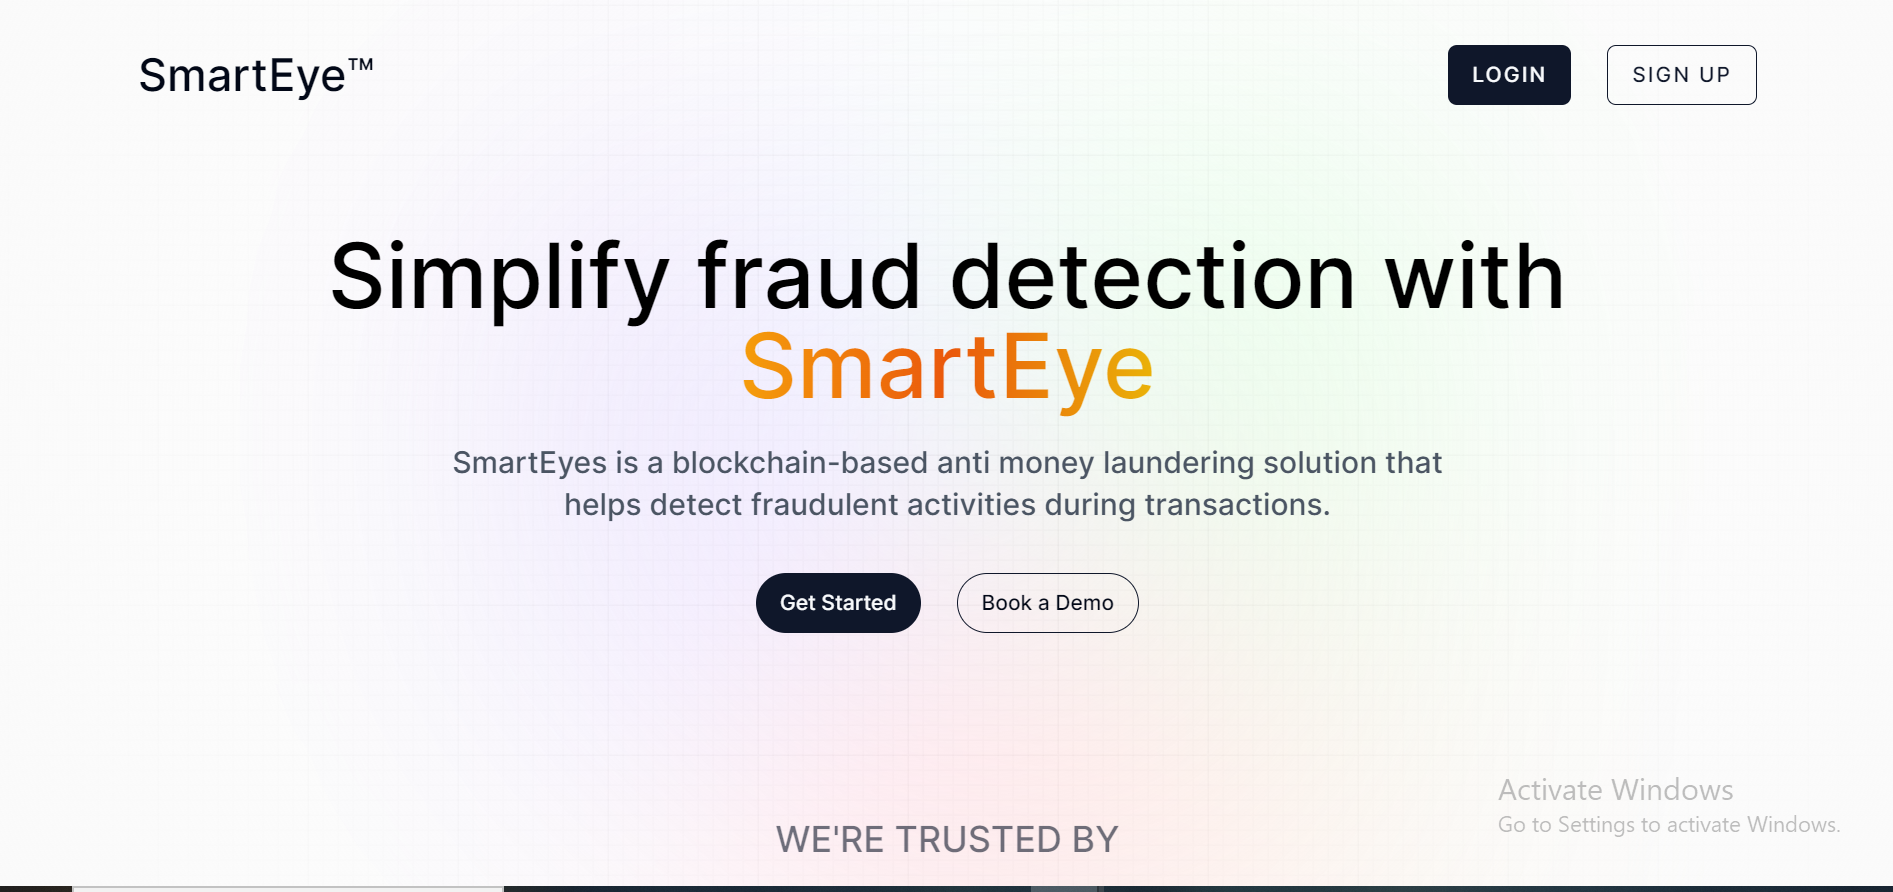 SmartEye™
LOGIN
SIGN UP
Simplify fraud detection with
SmartEye
SmartEyes is a blockchain-based anti money laundering solution that
helps detect fraudulent activities during transactions.
Get Started
Book a Demo
Activate Windows
Go to Settings to activate Windows.
WE'RE TRUSTED BY